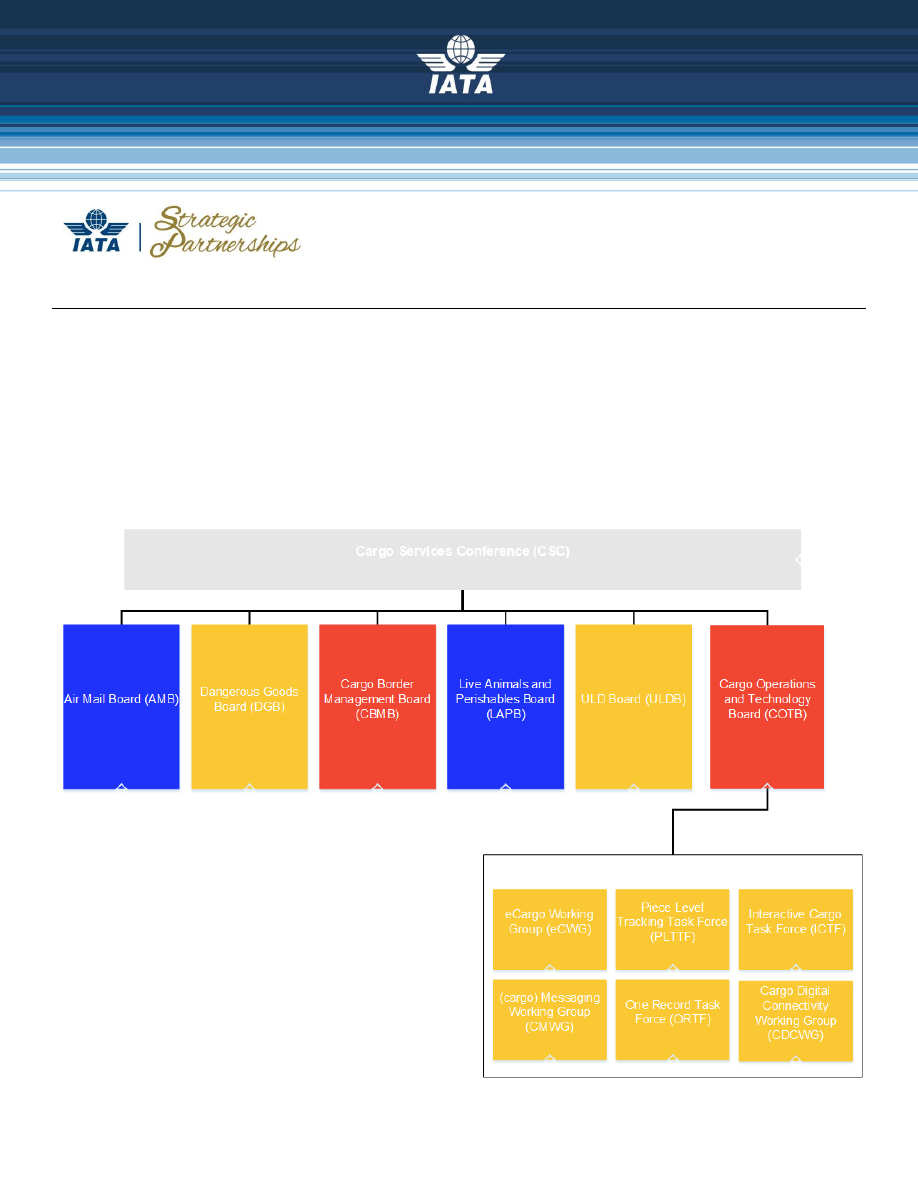 IATA
IATA
Strategic
Partnerships
Cargo Services Conference (CSC)
Air Mail Board (AMB)
Dangerous Goods
Board (DGB)
Cargo Border
Management Board
(CBMB)
Live Animals and
Perishables Board
(LAPB)
ULD Board (ULDB)
Cargo Operations
and Technology
Board (COTB)
eCargo Working
Group (eCWG)
Piece Level
Tracking Task Force
(PLTTF)
Interactive Cargo
Task Force (ICTF)
(cargo) Messaging
Working Group
(CMWG)
One Record Task
Force (ORTF)
Cargo Digital
Connectivity
Working Group
(CDCWG)